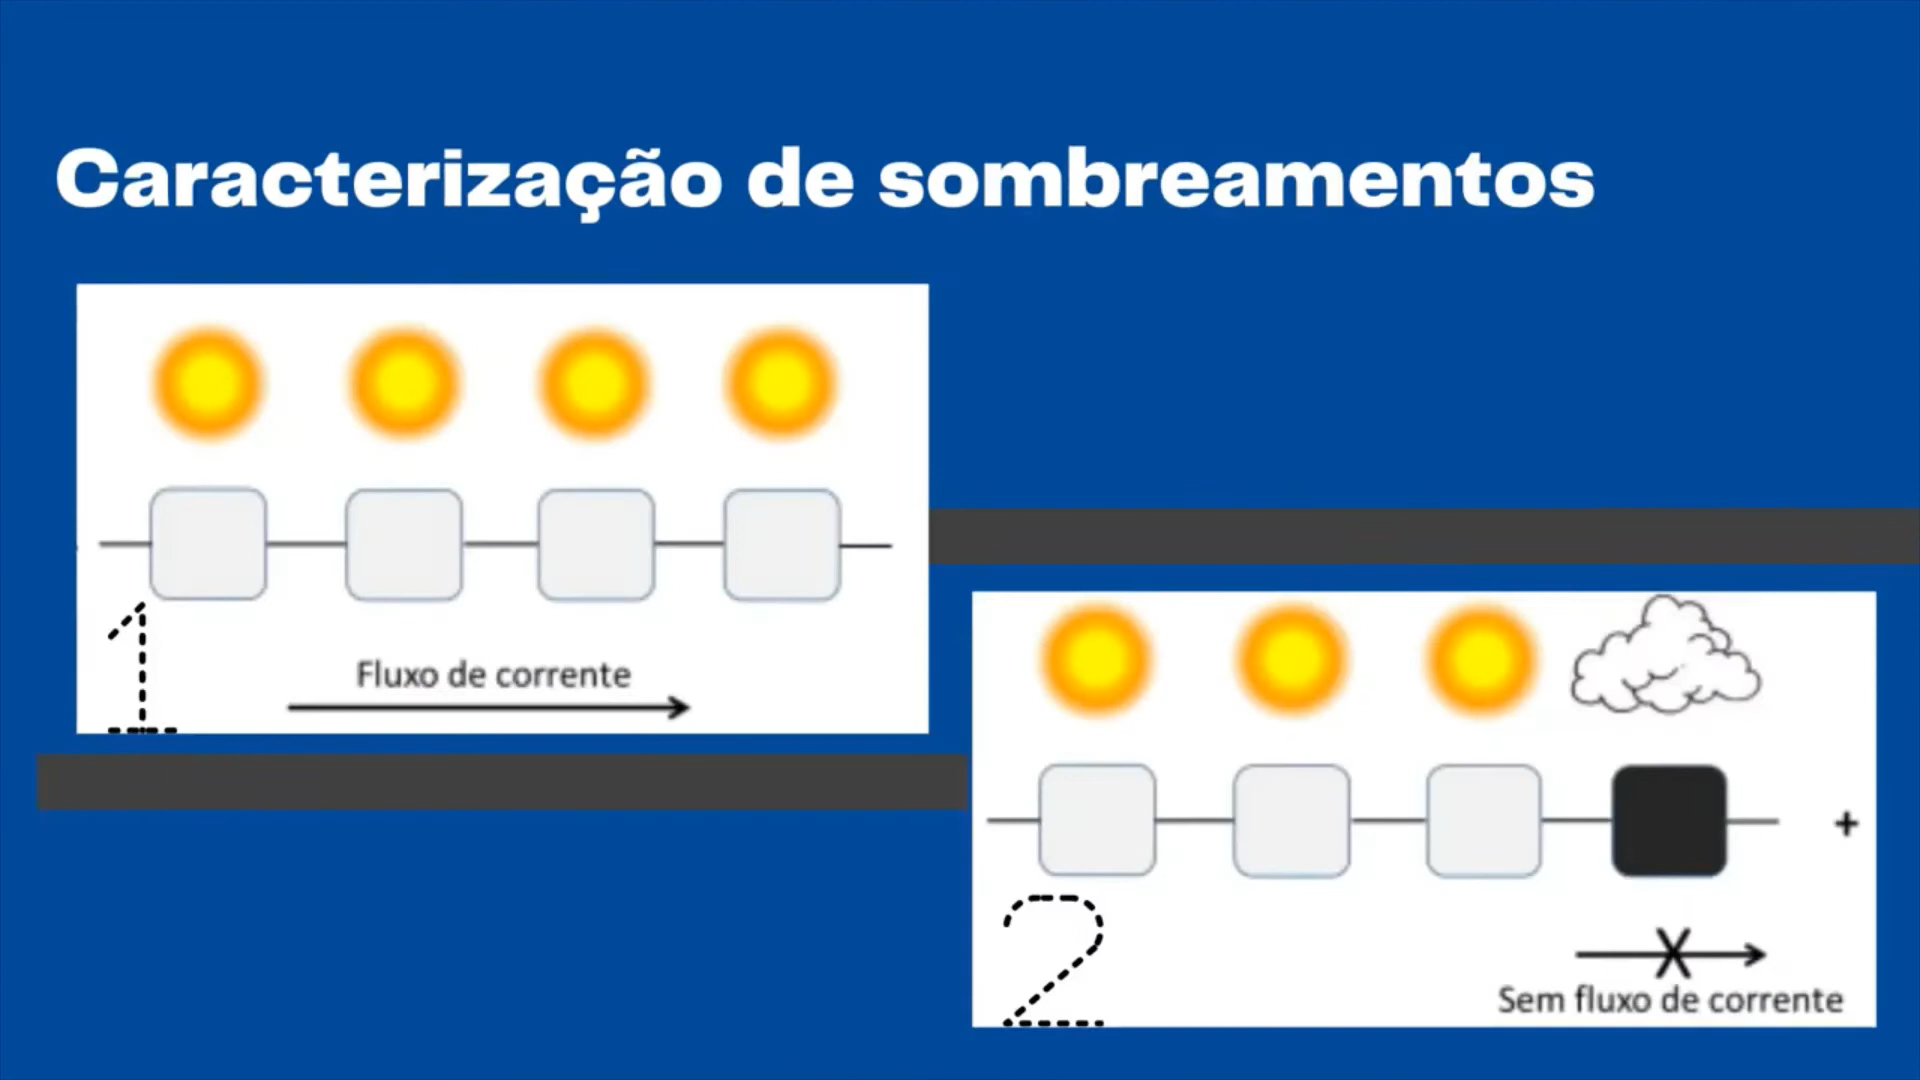 Caracterização de sombreamentos
1
Fluxo de corrente
+
2
X
Sem fluxo de corrente